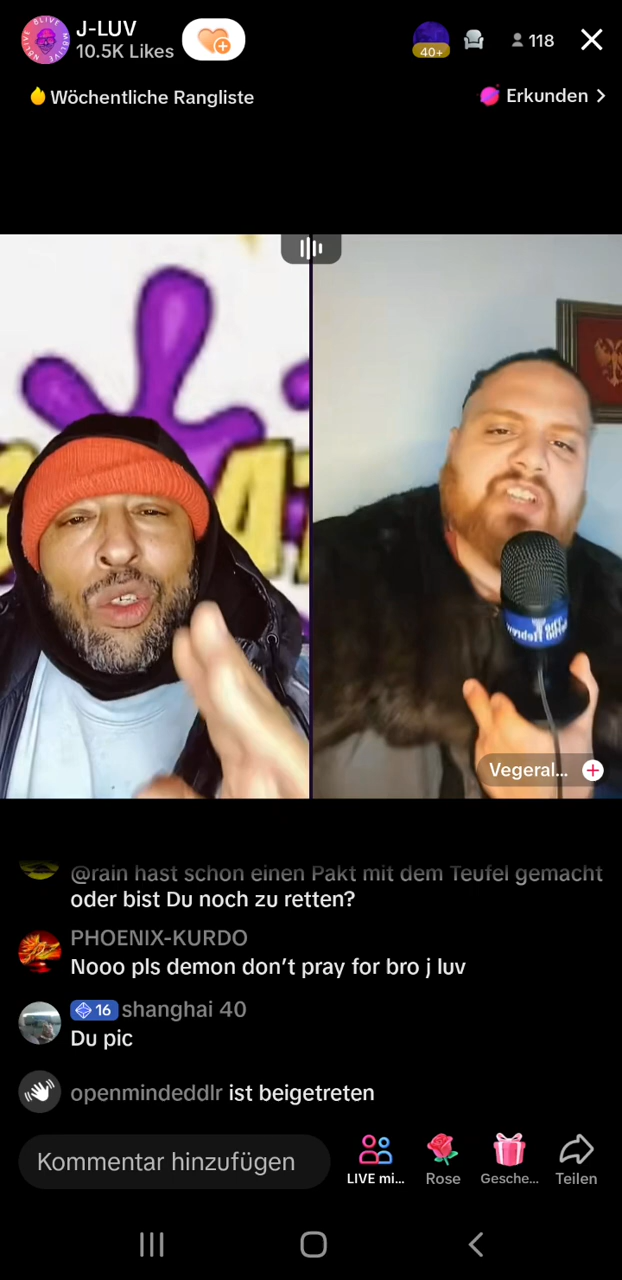 J-LUV
10.5K Likes
40+
118
Wöchentliche Rangliste
Erkunden
Vegeral...
@rain hast schon einen Pakt mit dem Teufel gemacht
oder bist Du noch zu retten?
PHOENIX-KURDO
Nooo pls demon don't pray for bro j luv
16 shanghai 40
Du pic
openmindeddlr ist beigetreten
Kommentar hinzufügen
LIVE mi...
Rose
Gesche...
Teilen